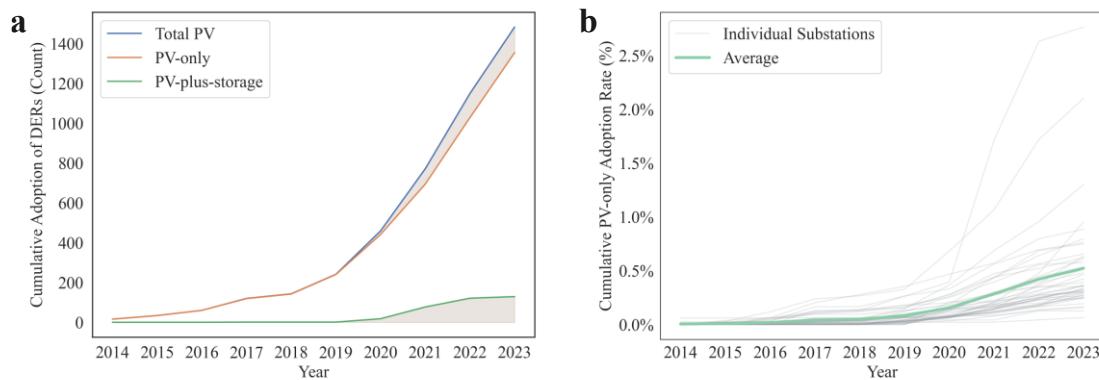 a
Total PV
PV-only
PV-plus-storage
Cumulative Adoption of DERs (Count)
1400
1200
1000
800
600
400
200
0
2014 2015 2016 2017 2018 2019 2020 2021 2022 2023
Year
b
Individual Substations
Average
Cumulative PV-only Adoption Rate (%)
2.5%
2.0%
1.5%
1.0%
0.5%
0.0%
2014 2015 2016 2017 2018 2019 2020 2021 2022 2023
Year